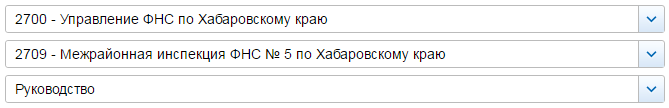 2700 - Управление ФНС по Хабаровскому краю
2709 - Межрайонная инспекция ФНС № 5 по Хабаровскому краю
Руководство